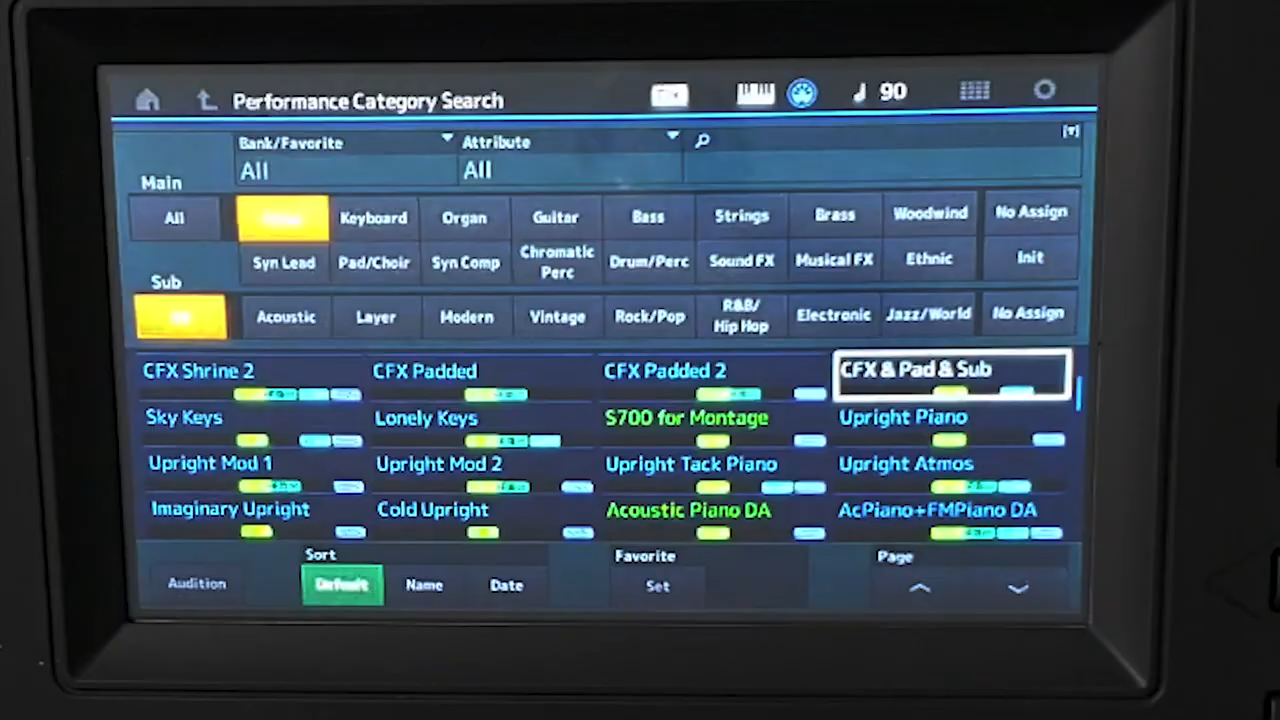 Performance Category Search 90
Bank/Favorite Attribute
All All
Main
All Keyboard Organ Guitar Bass Strings Brass Woodwind No Assign
Syn Lead Pad/Choir Syn Comp Chromatic Perc Drum/Perc Sound FX Musical FX Ethnic Init
Sub
Acoustic Layer Modern Vintage Rock/Pop R&B/ Hip Hop Electronic Jazz/World No Assign
CFX Shrine 2 CFX Padded CFX Padded 2 CFX & Pad & Sub
Sky Keys Lonely Keys S700 for Montage Upright Piano
Upright Mod 1 Upright Mod 2 Upright Tack Piano Upright Atmos
Imaginary Upright Cold Upright Acoustic Piano DA AcPiano+FMPiano DA
Sort Favorite Page
Audition Default Name Date Set